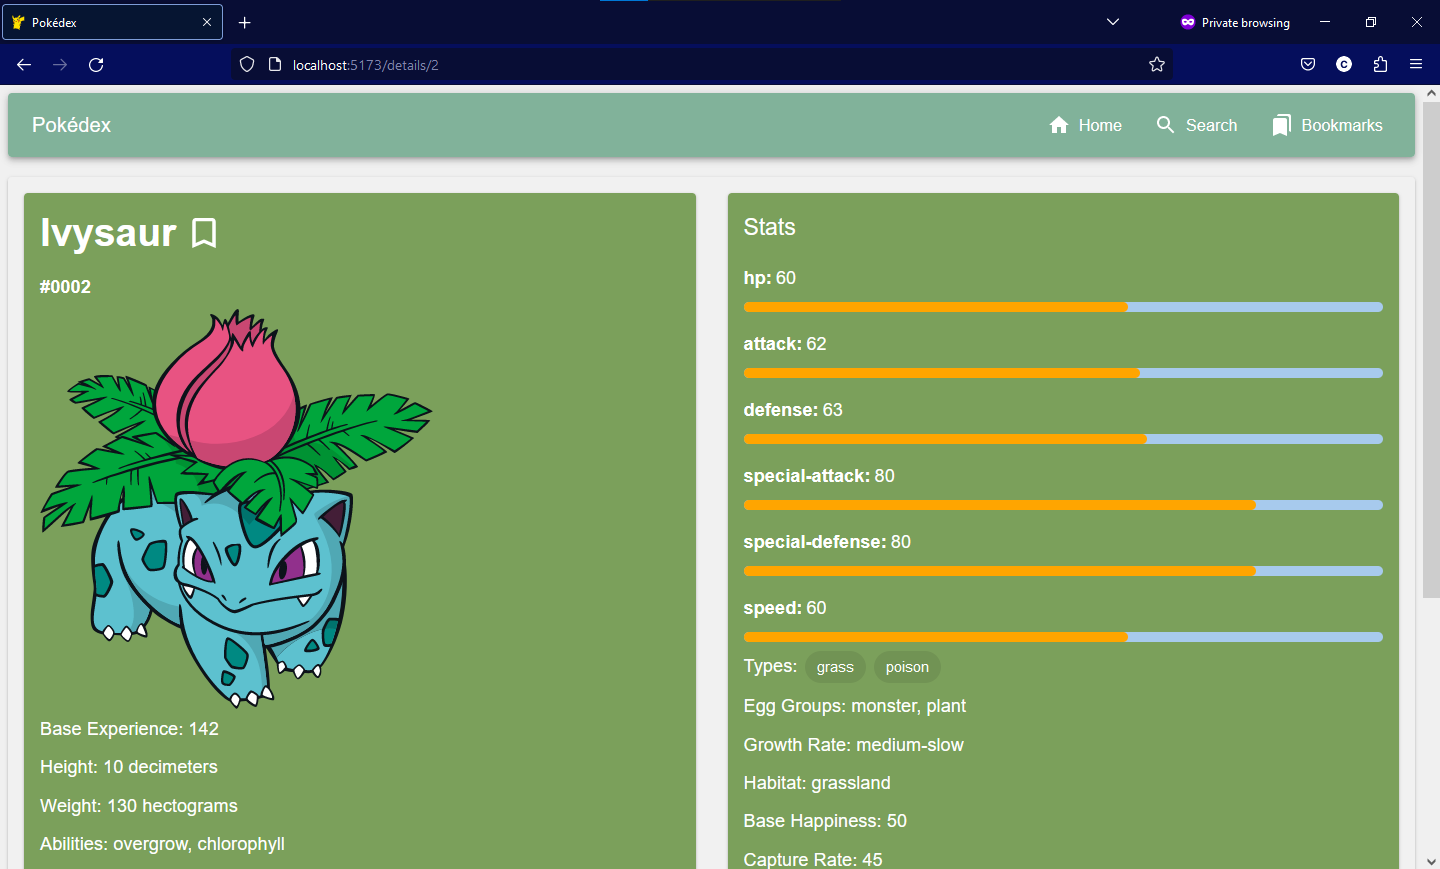 Pokédex
Private browsing
localhost:5173/details/2
Pokédex
Home
Search
Bookmarks
Ivysaur
#0002
Base Experience: 142
Height: 10 decimeters
Weight: 130 hectograms
Abilities: overgrow, chlorophyll
Stats
hp: 60
attack: 62
defense: 63
special-attack: 80
special-defense: 80
speed: 60
Types: grass poison
Egg Groups: monster, plant
Growth Rate: medium-slow
Habitat: grassland
Base Happiness: 50
Capture Rate: 45